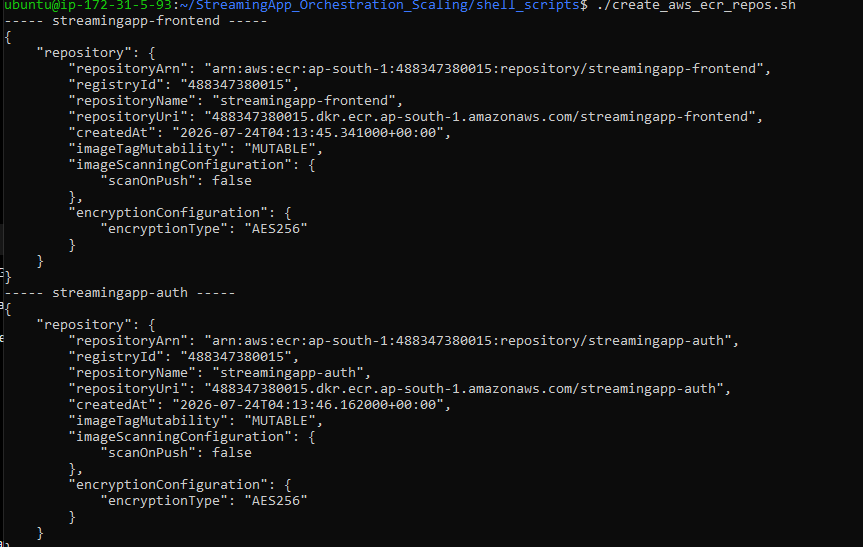 ubuntu@ip-172-31-5-93:~/StreamingApp_Orchestration_Scaling/shell_scripts$ ./create_aws_ecr_repos.sh
----- streamingapp-frontend -----
{
    "repository": {
        "repositoryArn": "arn:aws:ecr:ap-south-1:488347380015:repository/streamingapp-frontend",
        "registryId": "488347380015",
        "repositoryName": "streamingapp-frontend",
        "repositoryUri": "488347380015.dkr.ecr.ap-south-1.amazonaws.com/streamingapp-frontend",
        "createdAt": "2026-07-24T04:13:45.341000+00:00",
        "imageTagMutability": "MUTABLE",
        "imageScanningConfiguration": {
            "scanOnPush": false
        },
        "encryptionConfiguration": {
            "encryptionType": "AES256"
        }
    }
}
----- streamingapp-auth -----
{
    "repository": {
        "repositoryArn": "arn:aws:ecr:ap-south-1:488347380015:repository/streamingapp-auth",
        "registryId": "488347380015",
        "repositoryName": "streamingapp-auth",
        "repositoryUri": "488347380015.dkr.ecr.ap-south-1.amazonaws.com/streamingapp-auth",
        "createdAt": "2026-07-24T04:13:46.162000+00:00",
        "imageTagMutability": "MUTABLE",
        "imageScanningConfiguration": {
            "scanOnPush": false
        },
        "encryptionConfiguration": {
            "encryptionType": "AES256"
        }
    }